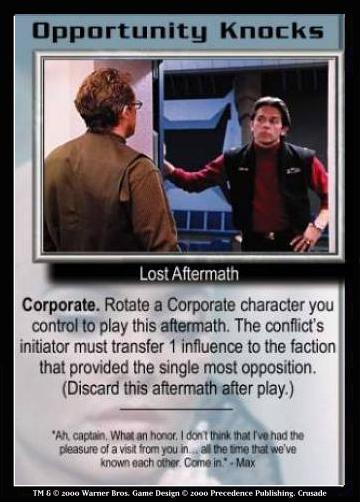 Opportunity Knocks
Lost Aftermath
Corporate. Rotate a Corporate character you
control to play this aftermath. The conflict's
initiator must transfer 1 influence to the faction
that provided the single most opposition.
(Discard this aftermath after play.)
"Ah, captain. What an honor. I don't think that I've had the
pleasure of a visit from you in... all the time that we've
known each other. Come in." - Max
TM & © 2000 Warner Bros. Game Design © 2000 Precedence Publishing. Crusade